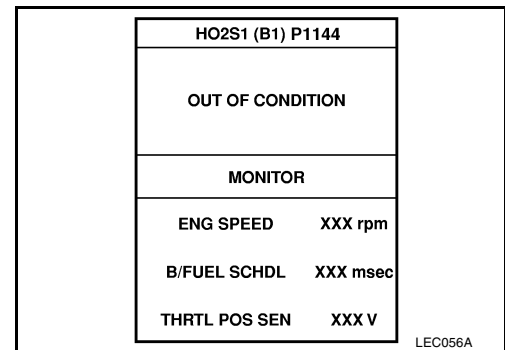 HO2S1 (B1) P1144
OUT OF CONDITION
MONITOR
ENG SPEED XXX rpm
B/FUEL SCHDL XXX msec
THRTL POS SEN XXX V
LEC056A